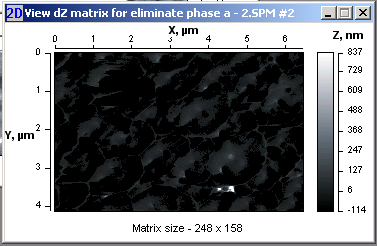 2D View dZ matrix for eliminate phase a - 2.SPM #2
X, µm
Z, nm
0 1 2 3 4 5 6
Y, µm
0
1
2
3
4
837
729
609
488
368
247
127
6
-114
Matrix size - 248 x 158